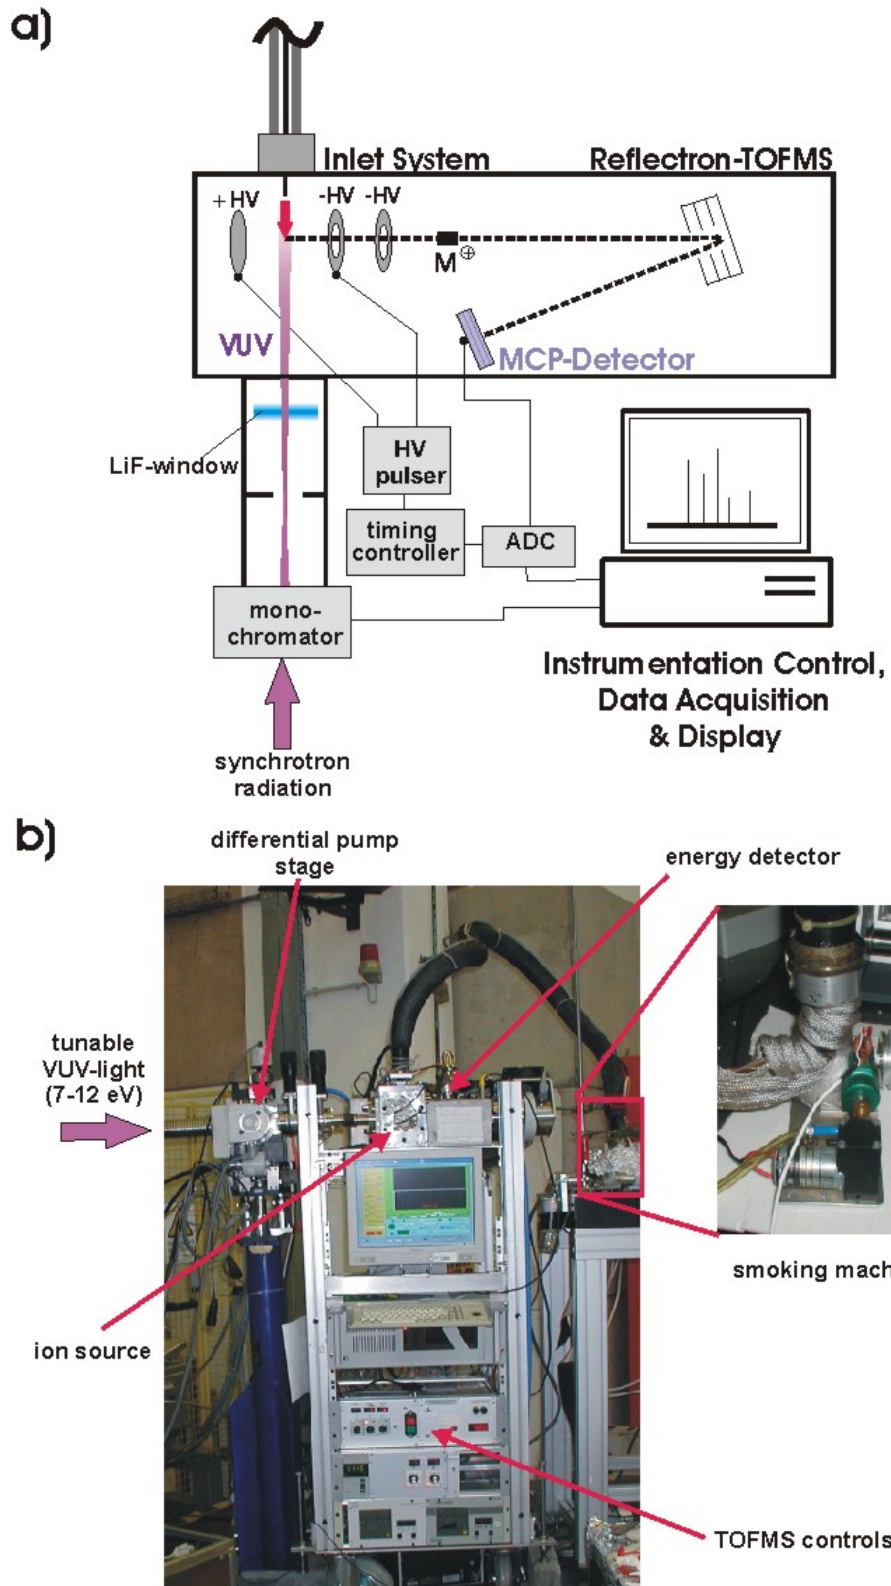 a)
Inlet System
Reflectron-TOFMS
+HV
-HV
-HV
M⊕
VUV
MCP-Detector
LiF-window
HV
pulser
timing
controller
ADC
mono-
chromator
Instrumentation Control,
Data Acquisition
& Display
synchrotron
radiation
b)
differential pump
stage
energy detector
tunable
VUV-light
(7-12 eV)
smoking mach
ion source
TOFMS controls